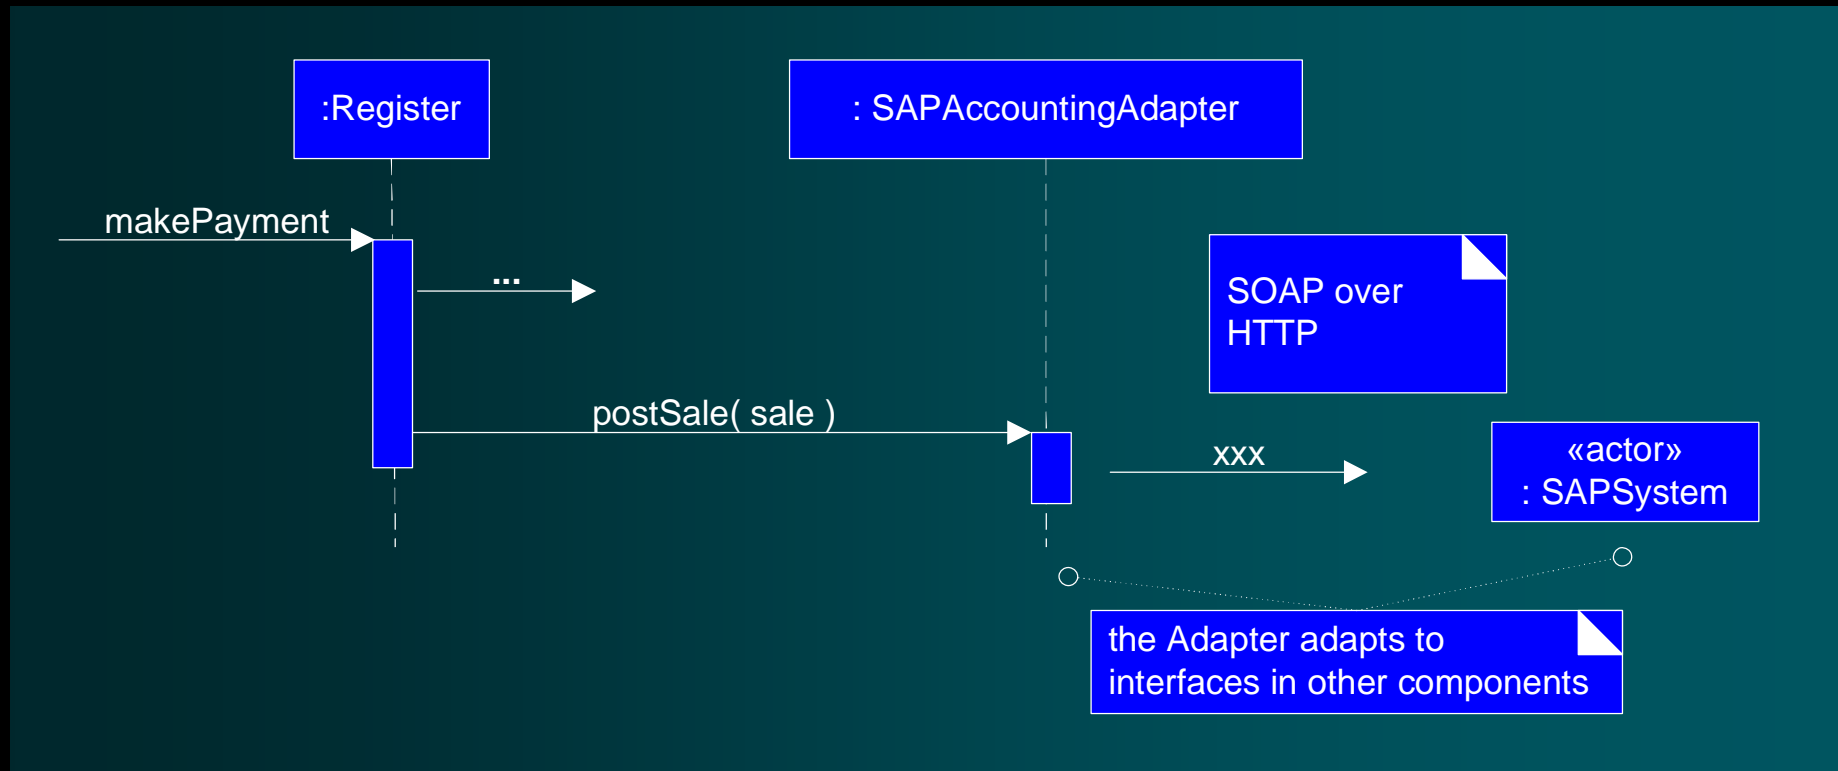 :Register
: SAPAccountingAdapter
makePayment
...
SOAP over
HTTP
postSale( sale )
xxx
«actor»
: SAPSystem
the Adapter adapts to
interfaces in other components